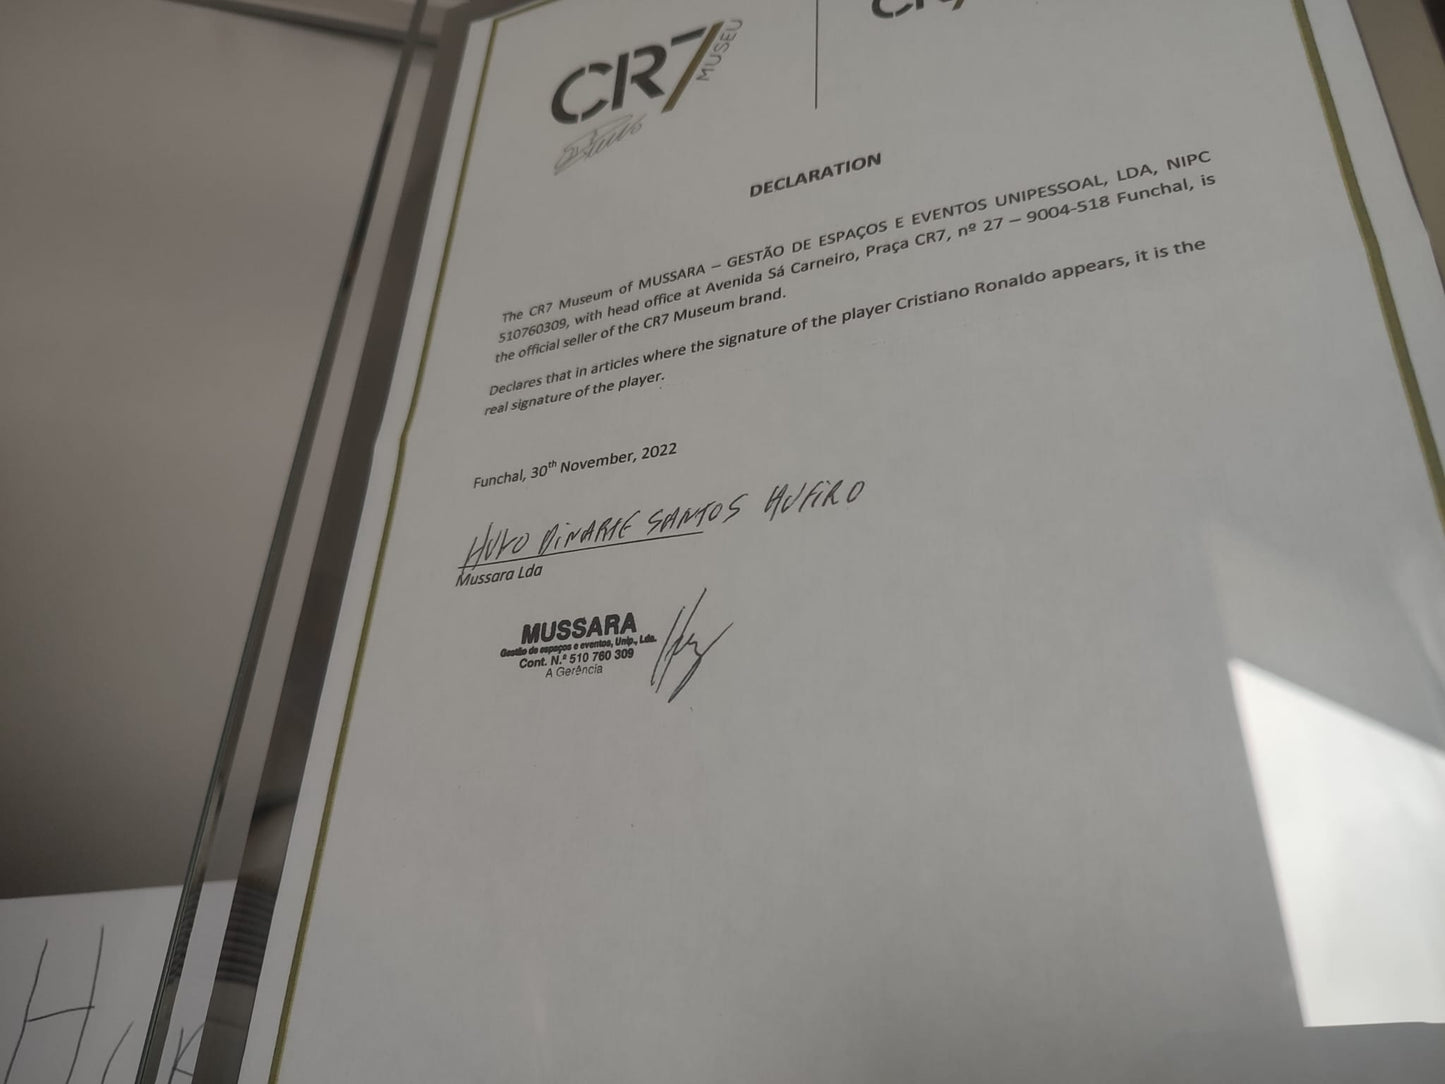 CR7
MUSEU
CR7
DECLARATION
The CR7 Museum of MUSSARA – GESTÃO DE ESPAÇOS E EVENTOS UNIPESSOAL, LDA, NIPC
510760309, with head office at Avenida Sá Carneiro, Praça CR7, nº 27 – 9004-518 Funchal, is
the official seller of the CR7 Museum brand.
Declares that in articles where the signature of the player Cristiano Ronaldo appears, it is the
real signature of the player.
Funchal, 30th November, 2022
SANTOS
Mussara Lda
MUSSARA
Gestão de espaços e eventos, Unip., Lda.
Cont. N.º 510 760 309
A Gerência
H